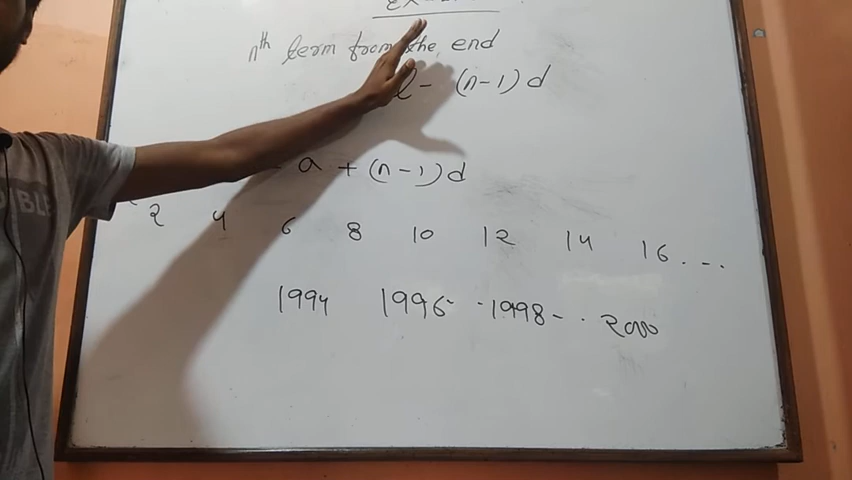 nth term from the end
l - (n-1)d
- a + (n-1)d
2 4 6 8 10 12 14 16 . - -
1994 1996- - 1998 - . 2000